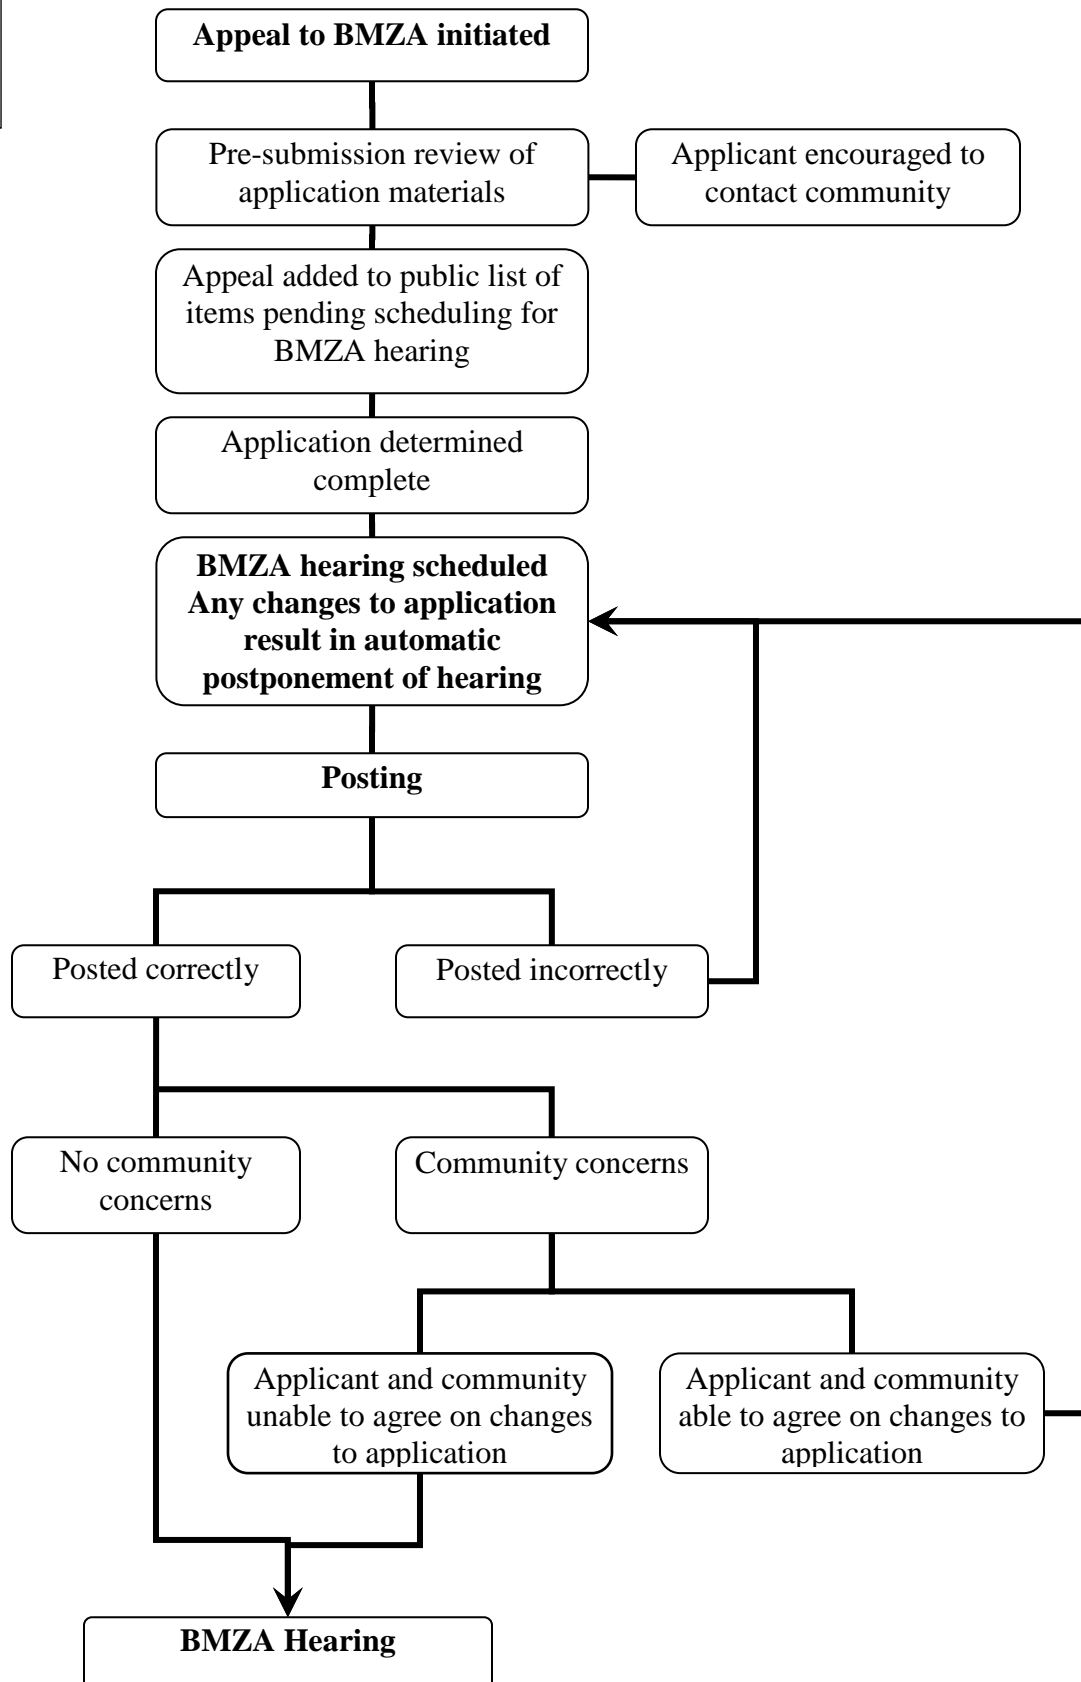 Appeal to BMZA initiated
Pre-submission review of
application materials
Applicant encouraged to
contact community
Appeal added to public list of
items pending scheduling for
BMZA hearing
Application determined
complete
BMZA hearing scheduled
Any changes to application
result in automatic
postponement of hearing
Posting
Posted correctly
Posted incorrectly
No community
concerns
Community concerns
Applicant and community
unable to agree on changes
to application
Applicant and community
able to agree on changes to
application
BMZA Hearing